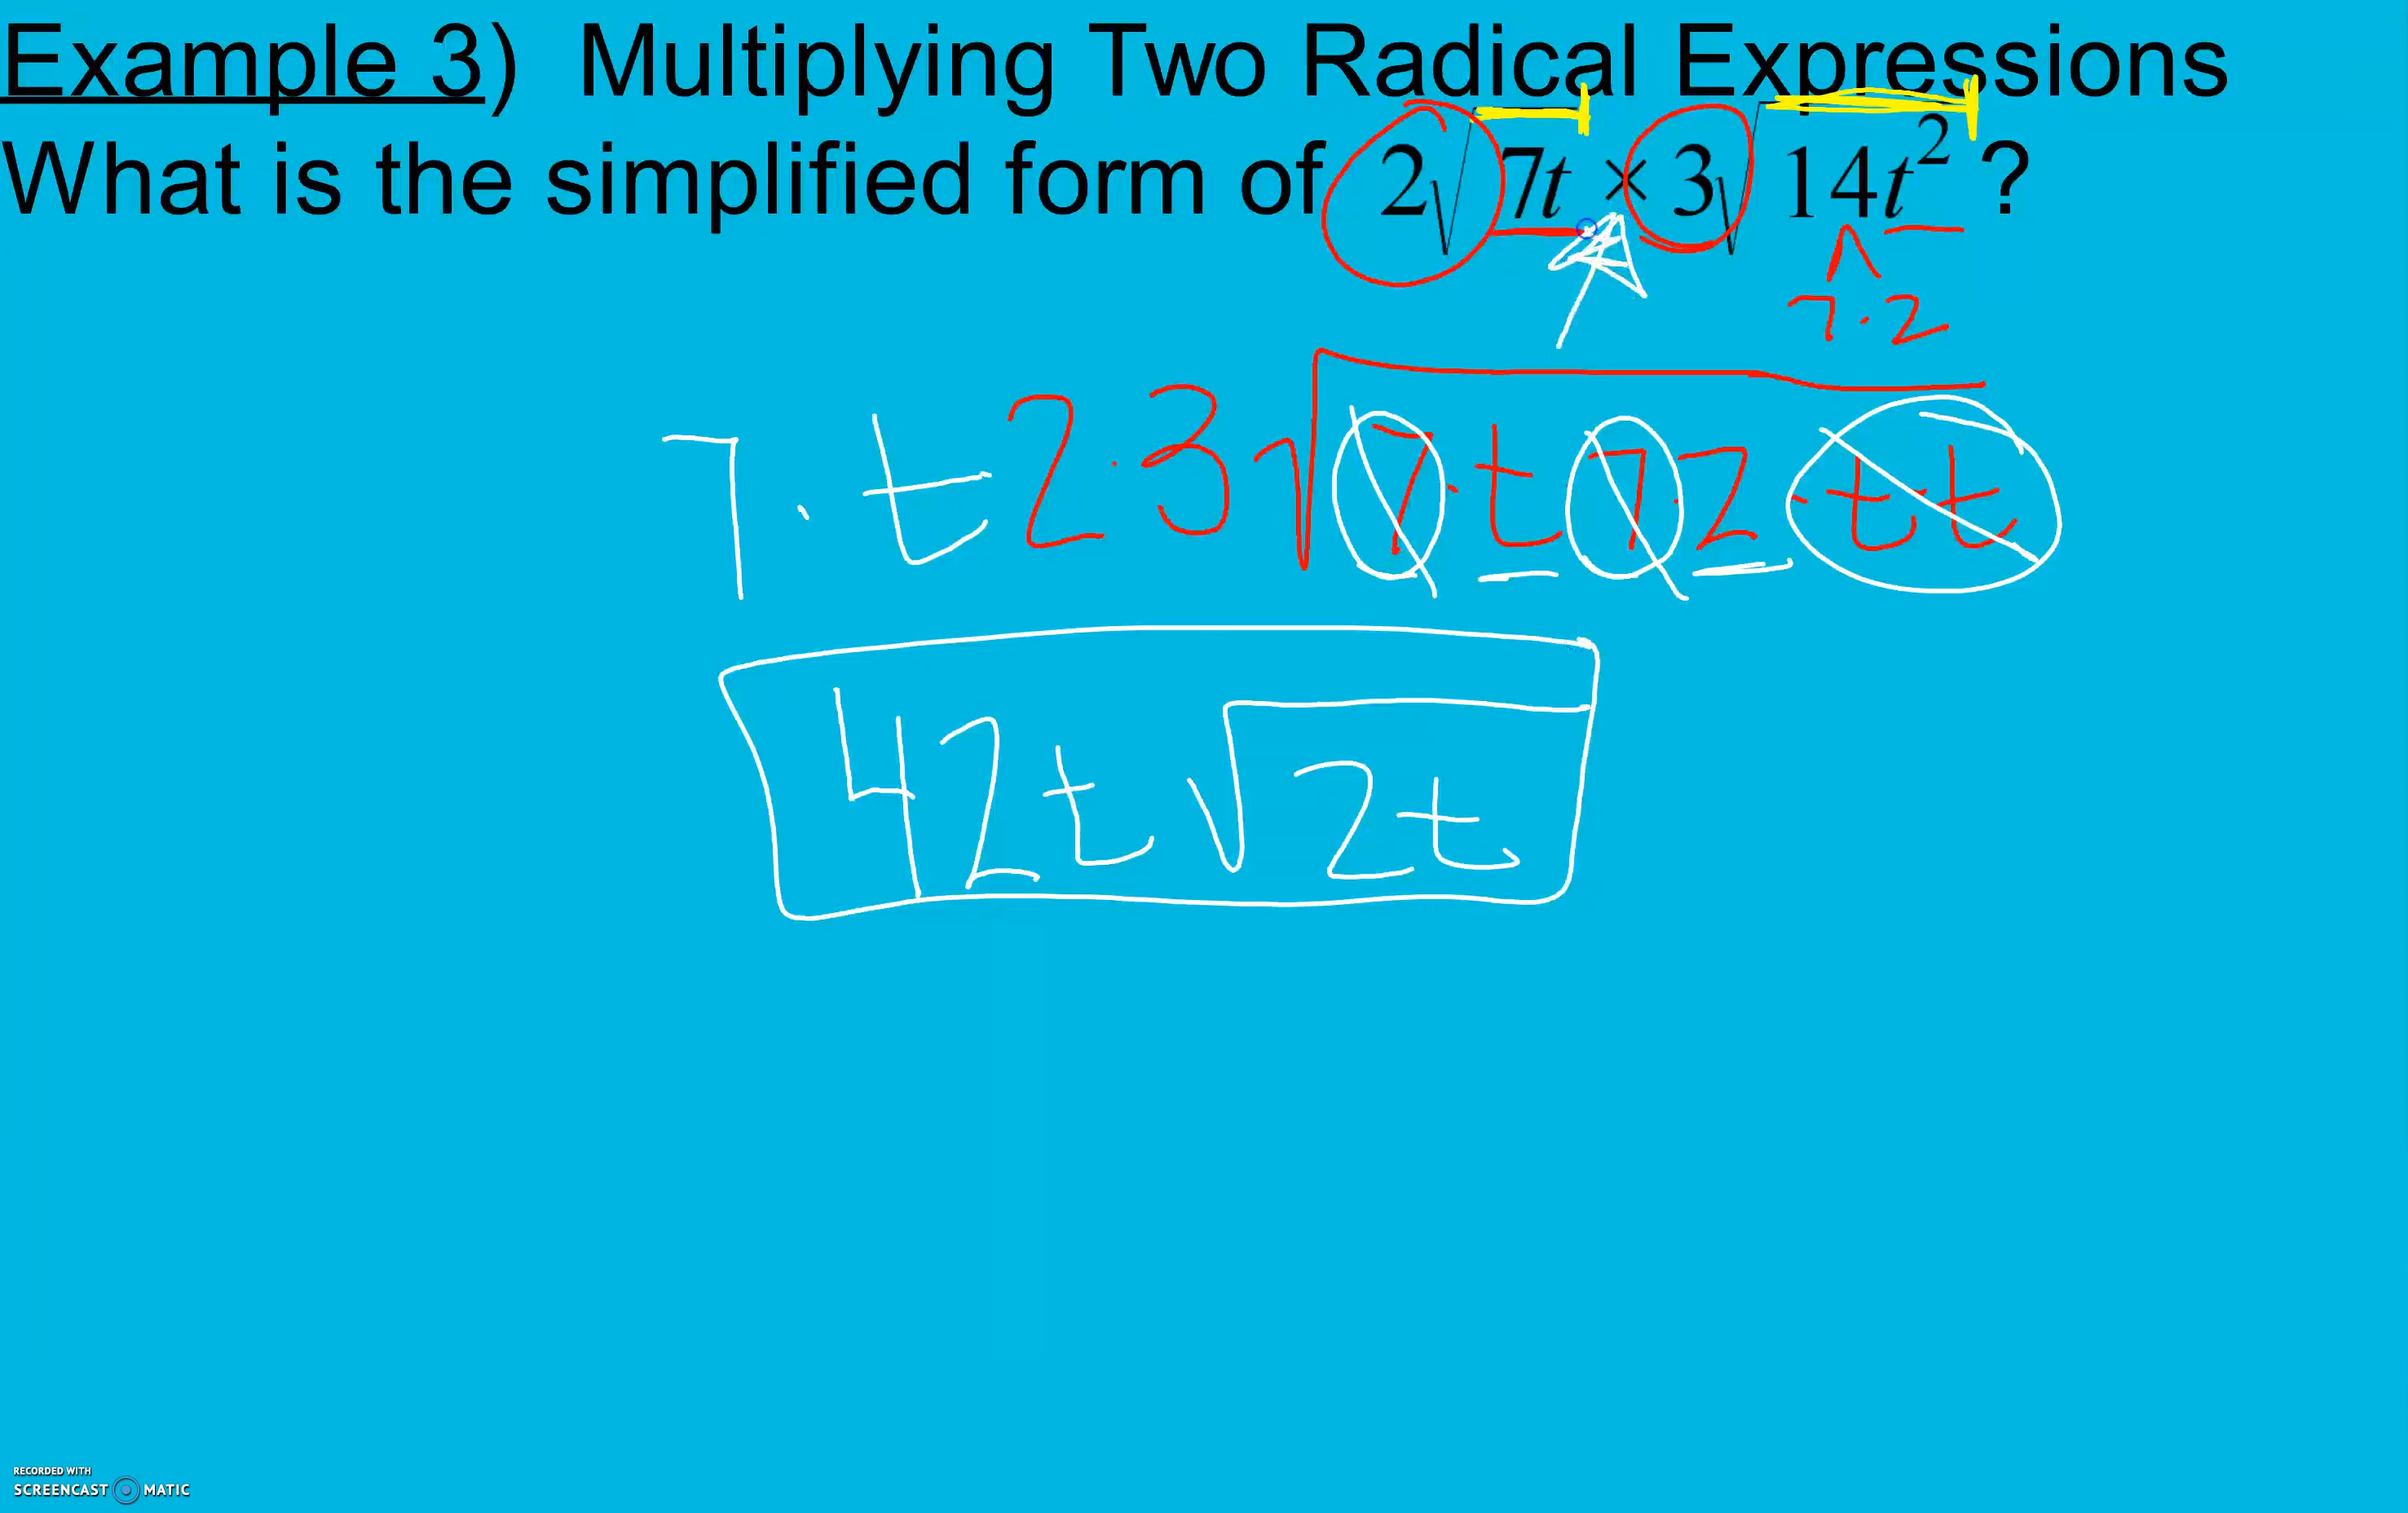 Example 3) Multiplying Two Radical Expressions
What is the simplified form of 2√7t × 3√14t² ?
7·2
7·t 2·3√7·t·7·2·t·t
42t√2t
RECORDED WITH
SCREENCAST MATIC